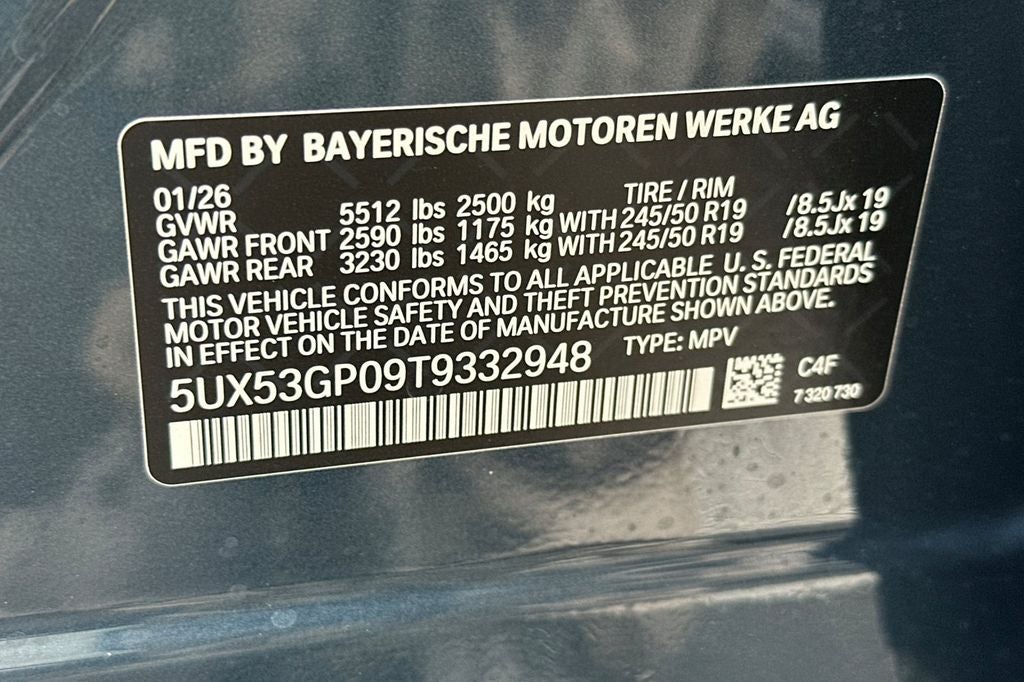 MFD BY BAYERISCHE MOTOREN WERKE AG
01/26 TIRE / RIM
GVWR 5512 lbs 2500 kg
GAWR FRONT 2590 lbs 1175 kg WITH 245/50 R19 /8.5Jx 19
GAWR REAR 3230 lbs 1465 kg WITH 245/50 R19 /8.5Jx 19
THIS VEHICLE CONFORMS TO ALL APPLICABLE U. S. FEDERAL
MOTOR VEHICLE SAFETY AND THEFT PREVENTION STANDARDS
IN EFFECT ON THE DATE OF MANUFACTURE SHOWN ABOVE.
5UX53GP09T9332948 TYPE: MPV
C4F
7 320 730